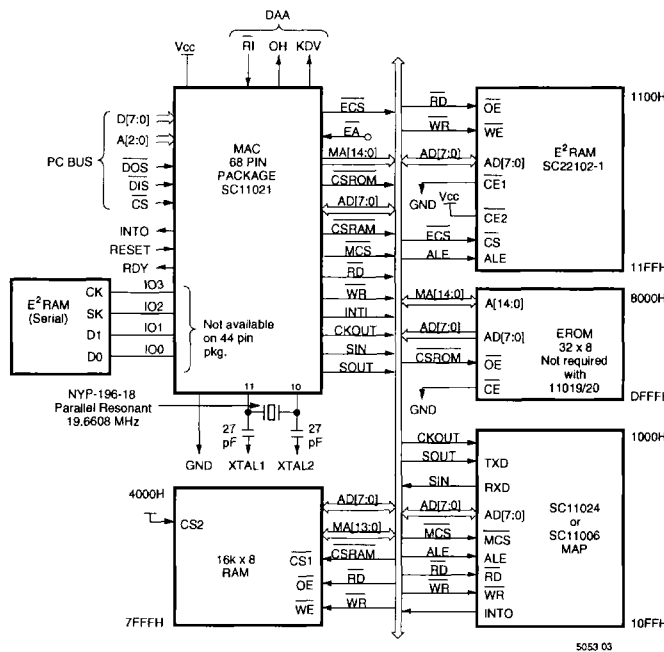 DAA
Vcc
RI
OH
KDV
D[7:0]
A[2:0]
PC BUS
DOS
DIS
CS
INTO
RESET
RDY
MAC
68 PIN
PACKAGE
SC11021
ECS
EA
MA[14:0]
CSROM
AD[7:0]
CSRAM
MCS
RD
WR
INTI
CKOUT
SIN
SOUT
E²RAM
(Serial)
CK
SK
D1
D0
IO3
IO2
IO1
IO0
Not available
on 44 pin
pkg.
NYP-196-18
Parallel Resonant
19.6608 MHz
11
10
27
pF
27
pF
GND
XTAL1
XTAL2
4000H
CS2
16k x 8
RAM
CS1
OE
WE
7FFFH
AD[7:0]
MA[13:0]
CSRAM
RD
WR
1100H
RD
OE
WR
WE
AD[7:0]
AD[7:0]
E²RAM
SC22102-1
GND
CE1
Vcc
CE2
ECS
CS
ALE
ALE
11FFH
8000H
MA[14:0]
A[14:0]
AD[7:0]
AD[7:0]
EROM
32 x 8
Not required
with
11019/20
CSROM
OE
GND
CE
DFFFH
1000H
CKOUT
SOUT
TXD
SIN
RXD
AD[7:0]
AD[7:0]
SC11024
or
SC11006
MAP
MCS
MCS
ALE
ALE
RD
RD
WR
WR
INTO
10FFH
5053 03